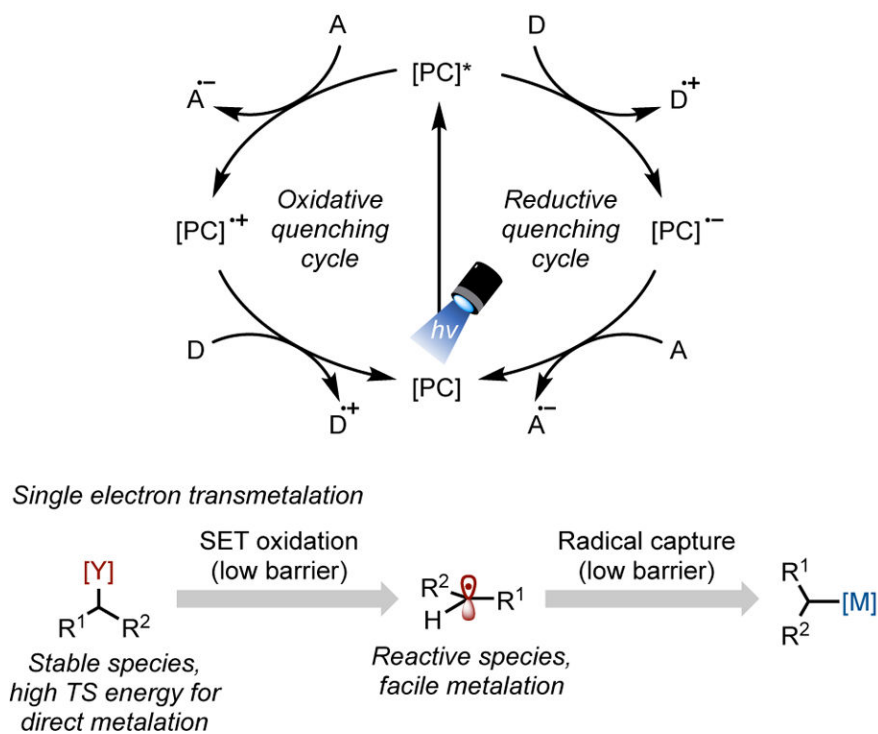 A
D
[PC]*
A•−
D•+
Oxidative
quenching
cycle
Reductive
quenching
cycle
[PC]•+
[PC]•−
hν
D
A
[PC]
D•+
A•−
Single electron transmetalation
SET oxidation
(low barrier)
Radical capture
(low barrier)
[Y]
R1
R2
R2
H
R1
R1
R2
[M]
Stable species,
high TS energy for
direct metalation
Reactive species,
facile metalation